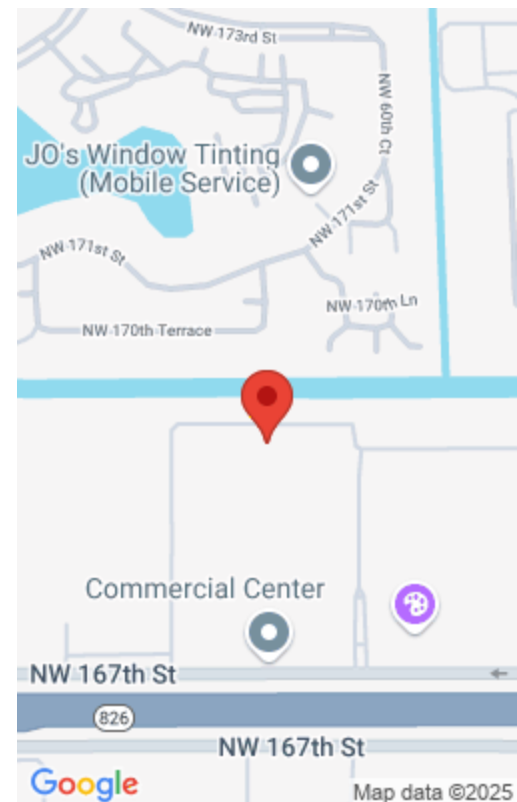 NW 173rd St
NW 60th Ct
JO's Window Tinting
(Mobile Service)
NW 171st St
NW 171st St
NW 170th Ln
NW 170th Terrace
Commercial Center
NW 167th St
826
NW 167th St
Google
Map data ©2025